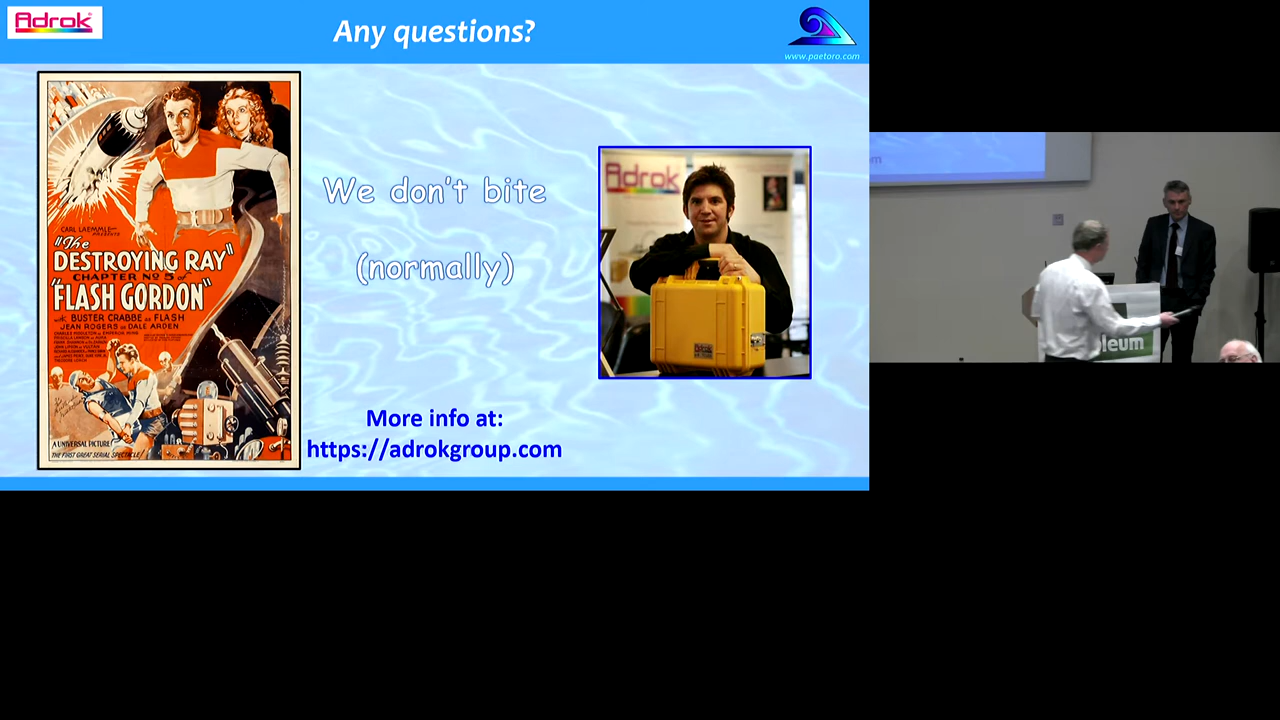 Adrok
Any questions?
www.paetoro.com
CARL LAEMMLE
PRESENTS
"The
DESTROYING RAY"
CHAPTER NO 5 of
"FLASH GORDON"
with BUSTER CRABBE as FLASH
JEAN ROGERS as DALE ARDEN
A UNIVERSAL PICTURE
THE FIRST GREAT SERIAL SPECTACLE!
We don't bite
(normally)
Adrok
More info at:
https://adrokgroup.com
om
leum